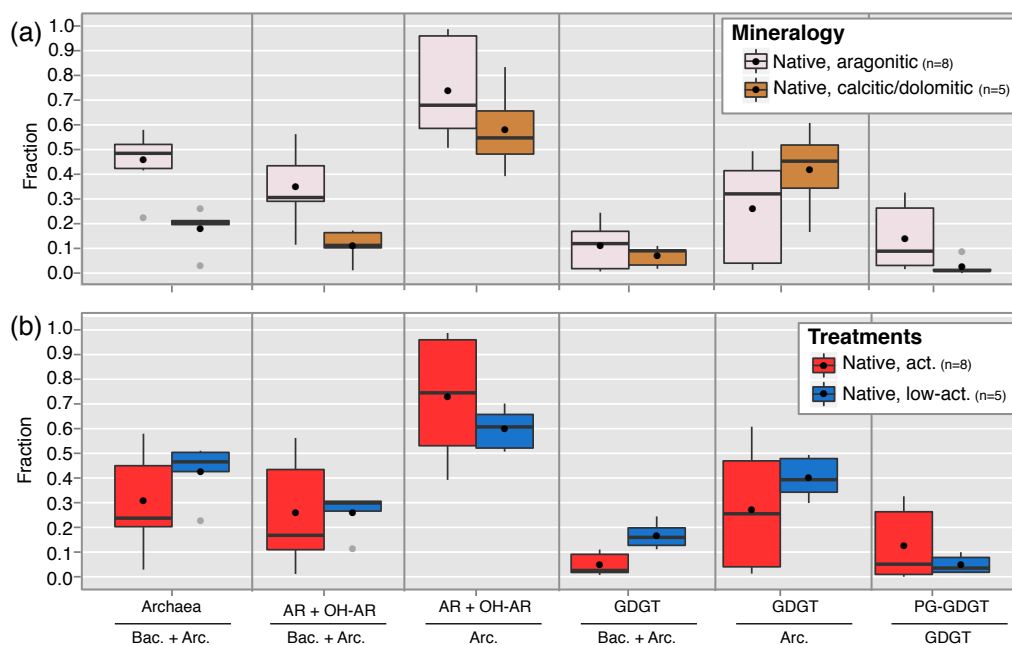 (a)
Fraction
1.0
0.9
0.8
0.7
0.6
0.5
0.4
0.3
0.2
0.1
0.0
Mineralogy
Native, aragonitic (n=8)
Native, calcitic/dolomitic (n=5)
(b)
Fraction
1.0
0.9
0.8
0.7
0.6
0.5
0.4
0.3
0.2
0.1
0.0
Treatments
Native, act. (n=8)
Native, low-act. (n=5)
Archaea
Bac. + Arc.
AR + OH-AR
Bac. + Arc.
AR + OH-AR
Arc.
GDGT
Bac. + Arc.
GDGT
Arc.
PG-GDGT
GDGT